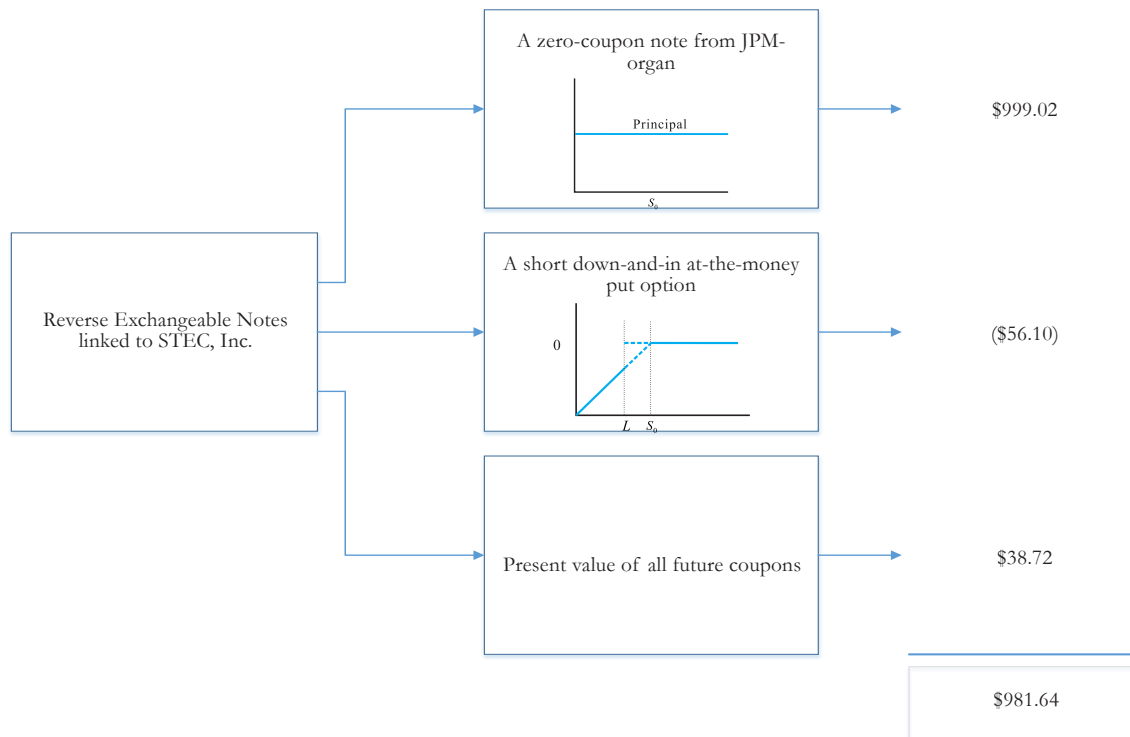 A zero-coupon note from JPM-
organ
Principal
S₀
$999.02
Reverse Exchangeable Notes
linked to STEC, Inc.
A short down-and-in at-the-money
put option
0
L S₀
($56.10)
Present value of all future coupons
$38.72
$981.64